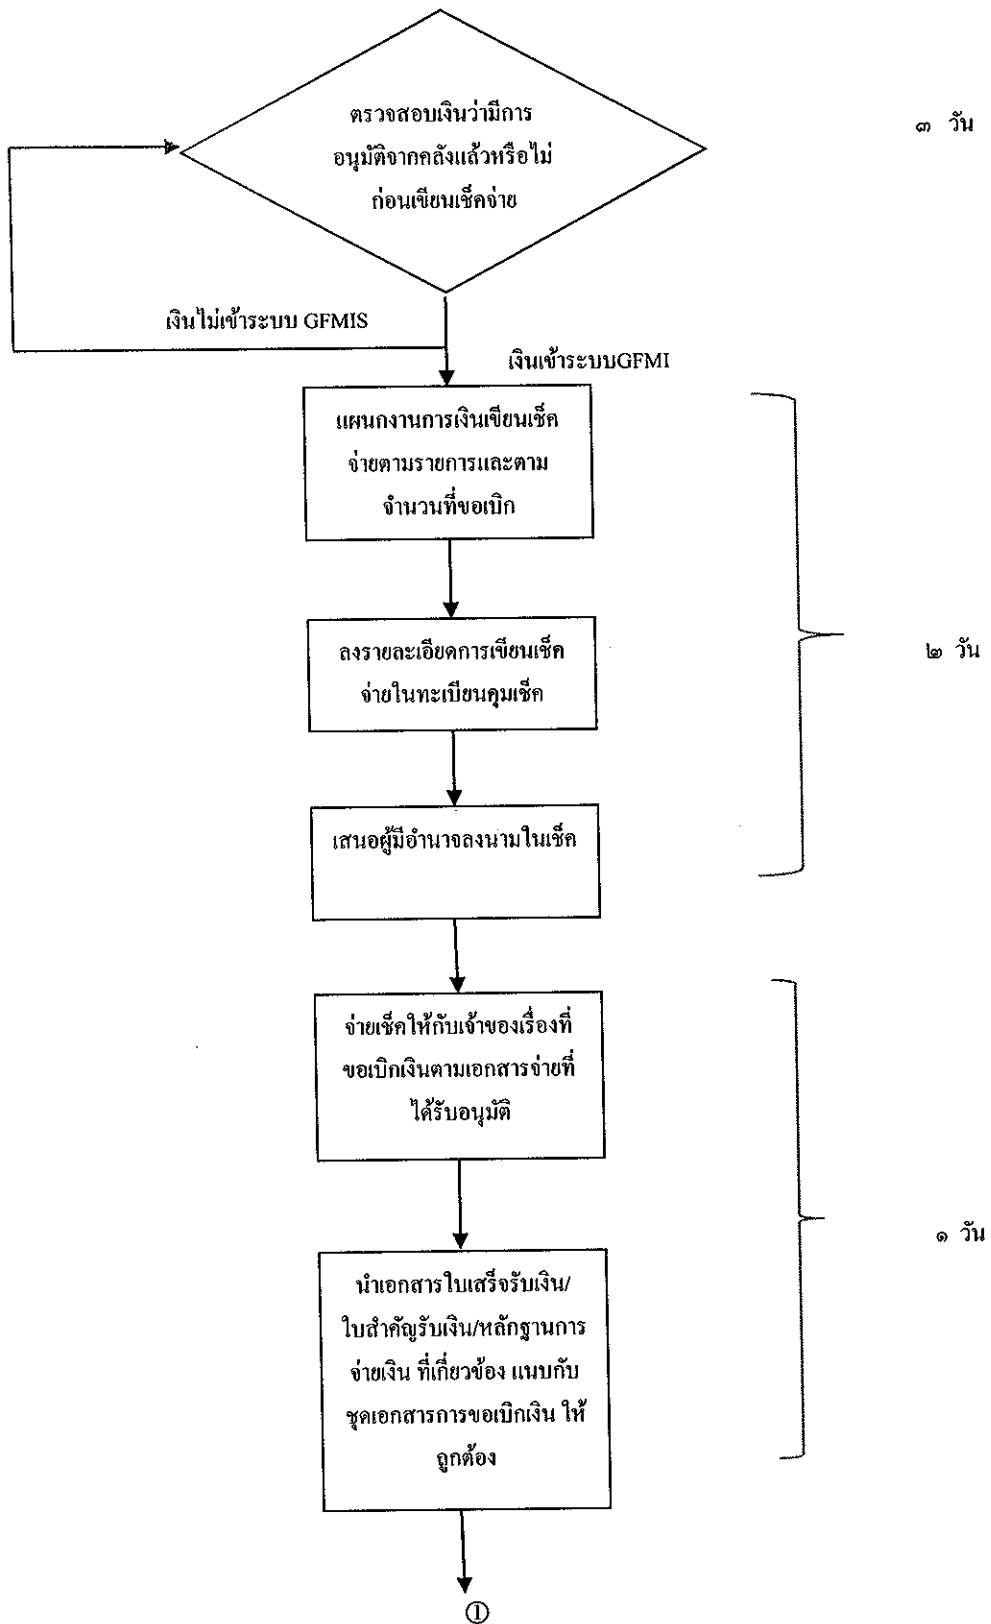 ตรวจสอบเงินว่ามีการ
อนุมัติจากคลังแล้วหรือไม่
ก่อนเขียนเช็คจ่าย
๓ วัน
เงินไม่เข้าระบบ GFMIS
เงินเข้าระบบGFMI
แผนกงานการเงินเขียนเช็ค
จ่ายตามรายการและตาม
จำนวนที่ขอเบิก
ลงรายละเอียดการเขียนเช็ค
จ่ายในทะเบียนคุมเช็ค
๒ วัน
เสนอผู้มีอำนาจลงนามในเช็ค
จ่ายเช็คให้กับเจ้าของเรื่องที่
ขอเบิกเงินตามเอกสารจ่ายที่
ได้รับอนุมัติ
๑ วัน
นำเอกสารใบเสร็จรับเงิน/
ใบสำคัญรับเงิน/หลักฐานการ
จ่ายเงิน ที่เกี่ยวข้อง แนบกับ
ชุดเอกสารการขอเบิกเงิน ให้
ถูกต้อง
①